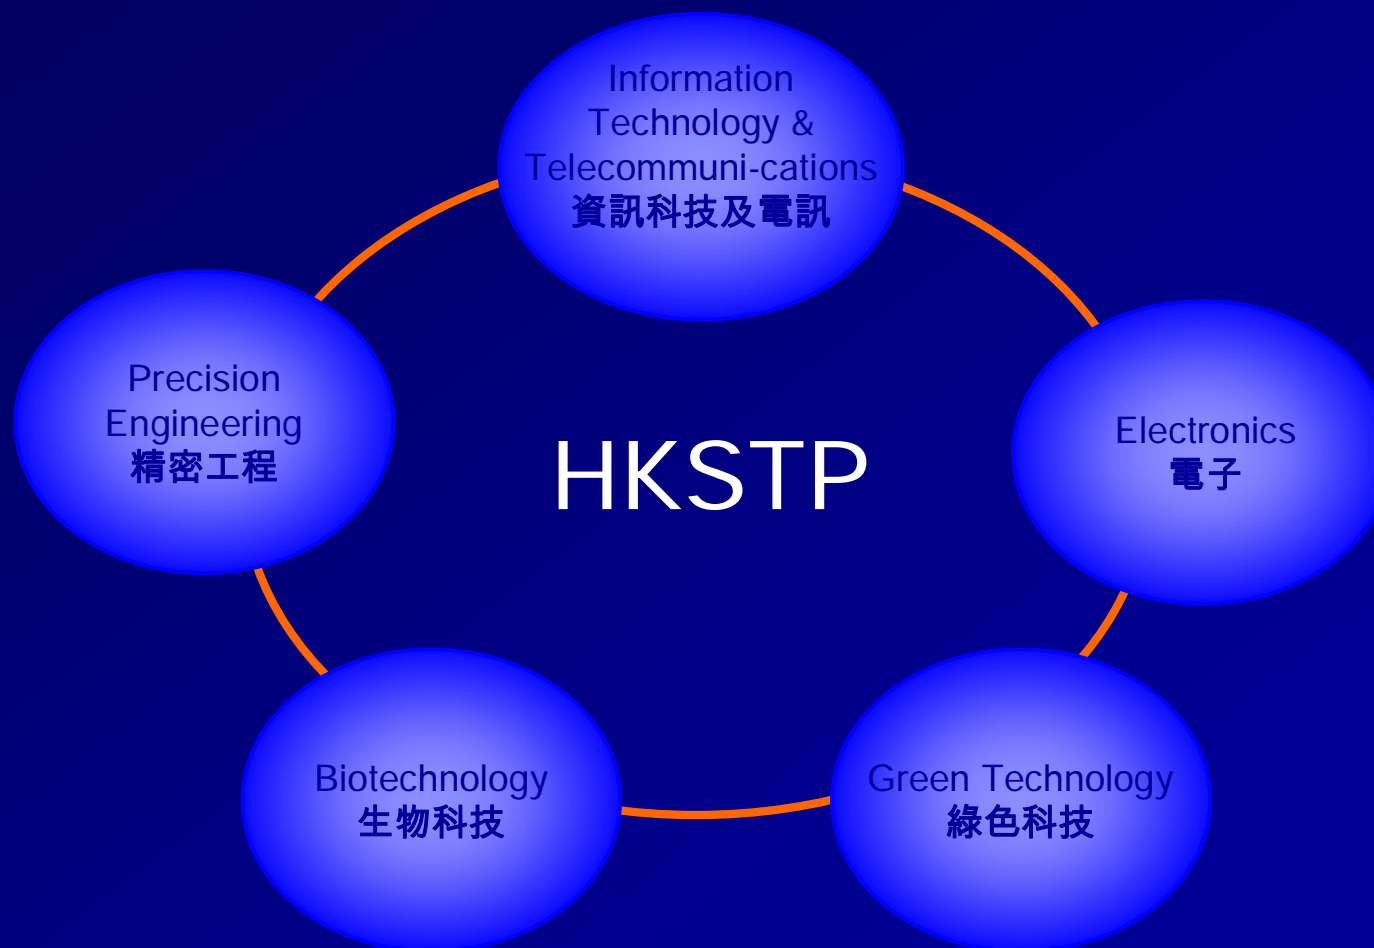 Information
Technology &
Telecommuni-cations
資訊科技及電訊
Precision
Engineering
精密工程
HKSTP
Electronics
電子
Biotechnology
生物科技
Green Technology
綠色科技